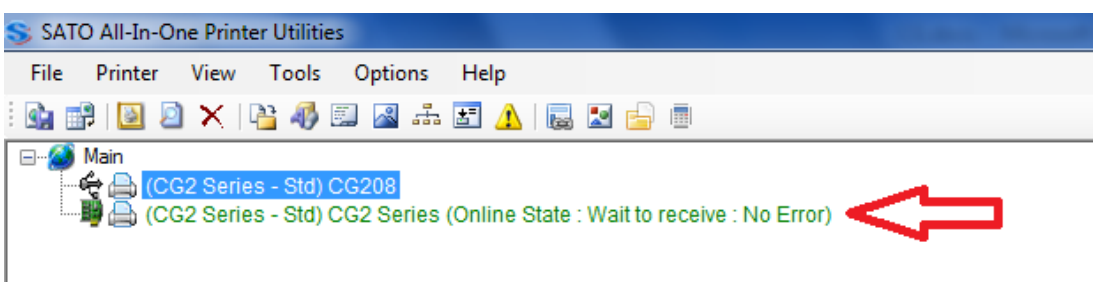 SATO All-In-One Printer Utilities
File Printer View Tools Options Help
Main
(CG2 Series - Std) CG208
(CG2 Series - Std) CG2 Series (Online State : Wait to receive : No Error)